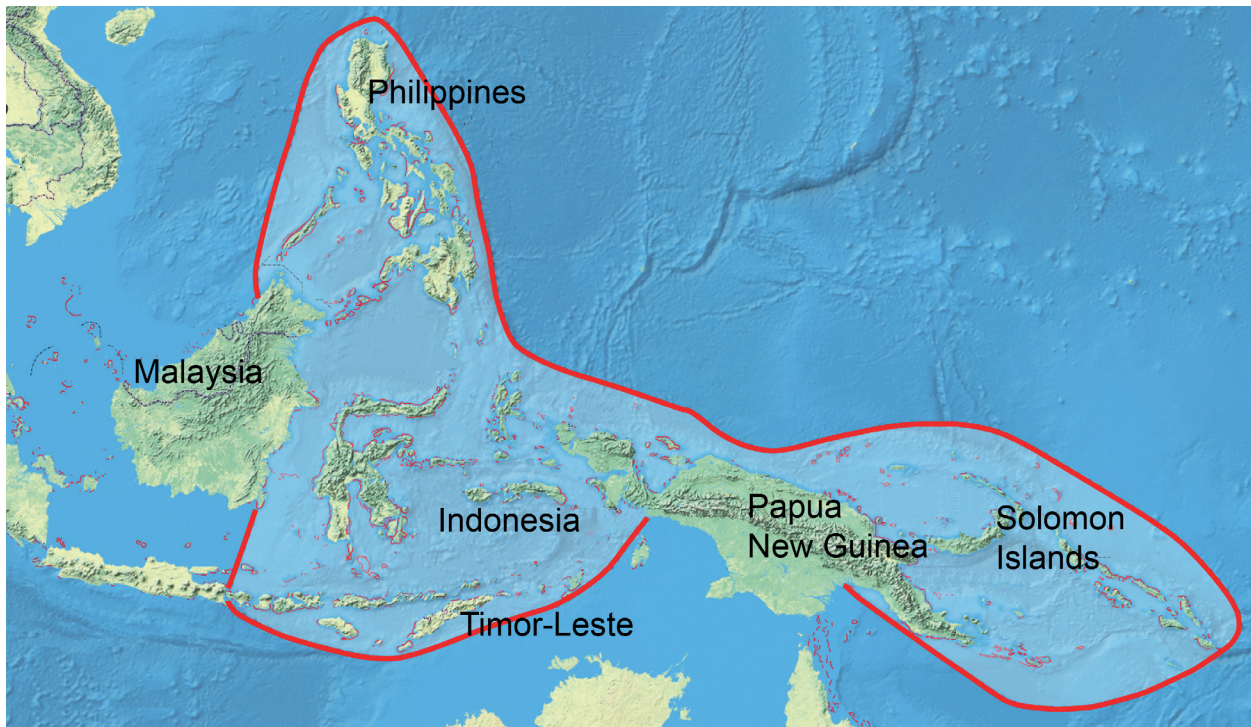 Philippines
Malaysia
Indonesia
Papua
New Guinea
Solomon
Islands
Timor-Leste